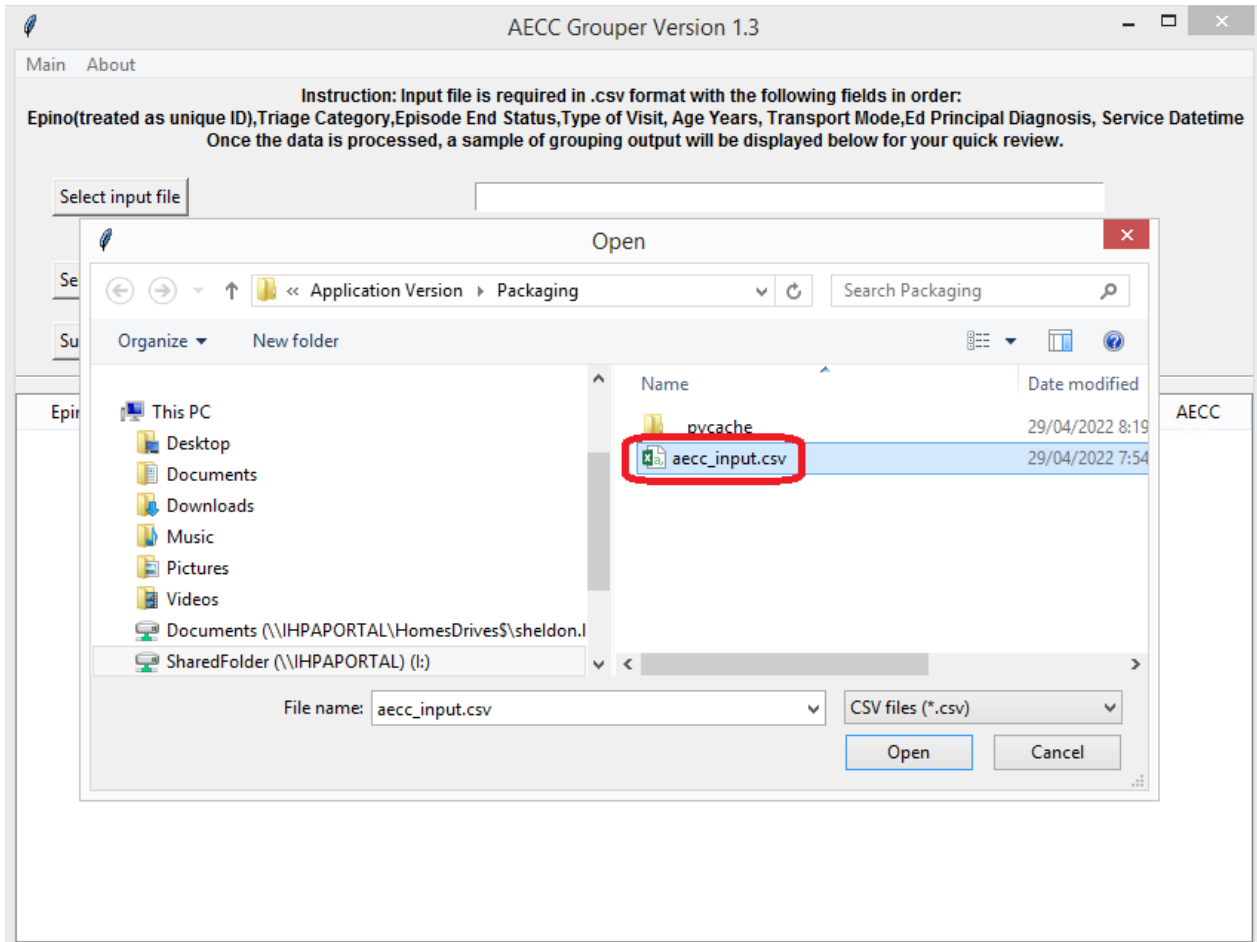 AECC Grouper Version 1.3
Main About
Instruction: Input file is required in .csv format with the following fields in order:
Epino(treated as unique ID),Triage Category,Episode End Status,Type of Visit, Age Years, Transport Mode,Ed Principal Diagnosis, Service Datetime
Once the data is processed, a sample of grouping output will be displayed below for your quick review.
Select input file
Open
Se
« Application Version Packaging
Search Packaging
Su
Organize New folder
Name Date modified
Epin AECC
This PC
pycache 29/04/2022 8:19
Desktop
aecc_input.csv 29/04/2022 7:54
Documents
Downloads
Music
Pictures
Videos
Documents (\\IHPAPORTAL\HomesDrives$\sheldon.l
SharedFolder (\\IHPAPORTAL) (I:)
File name: aecc_input.csv CSV files (*.csv)
Open Cancel